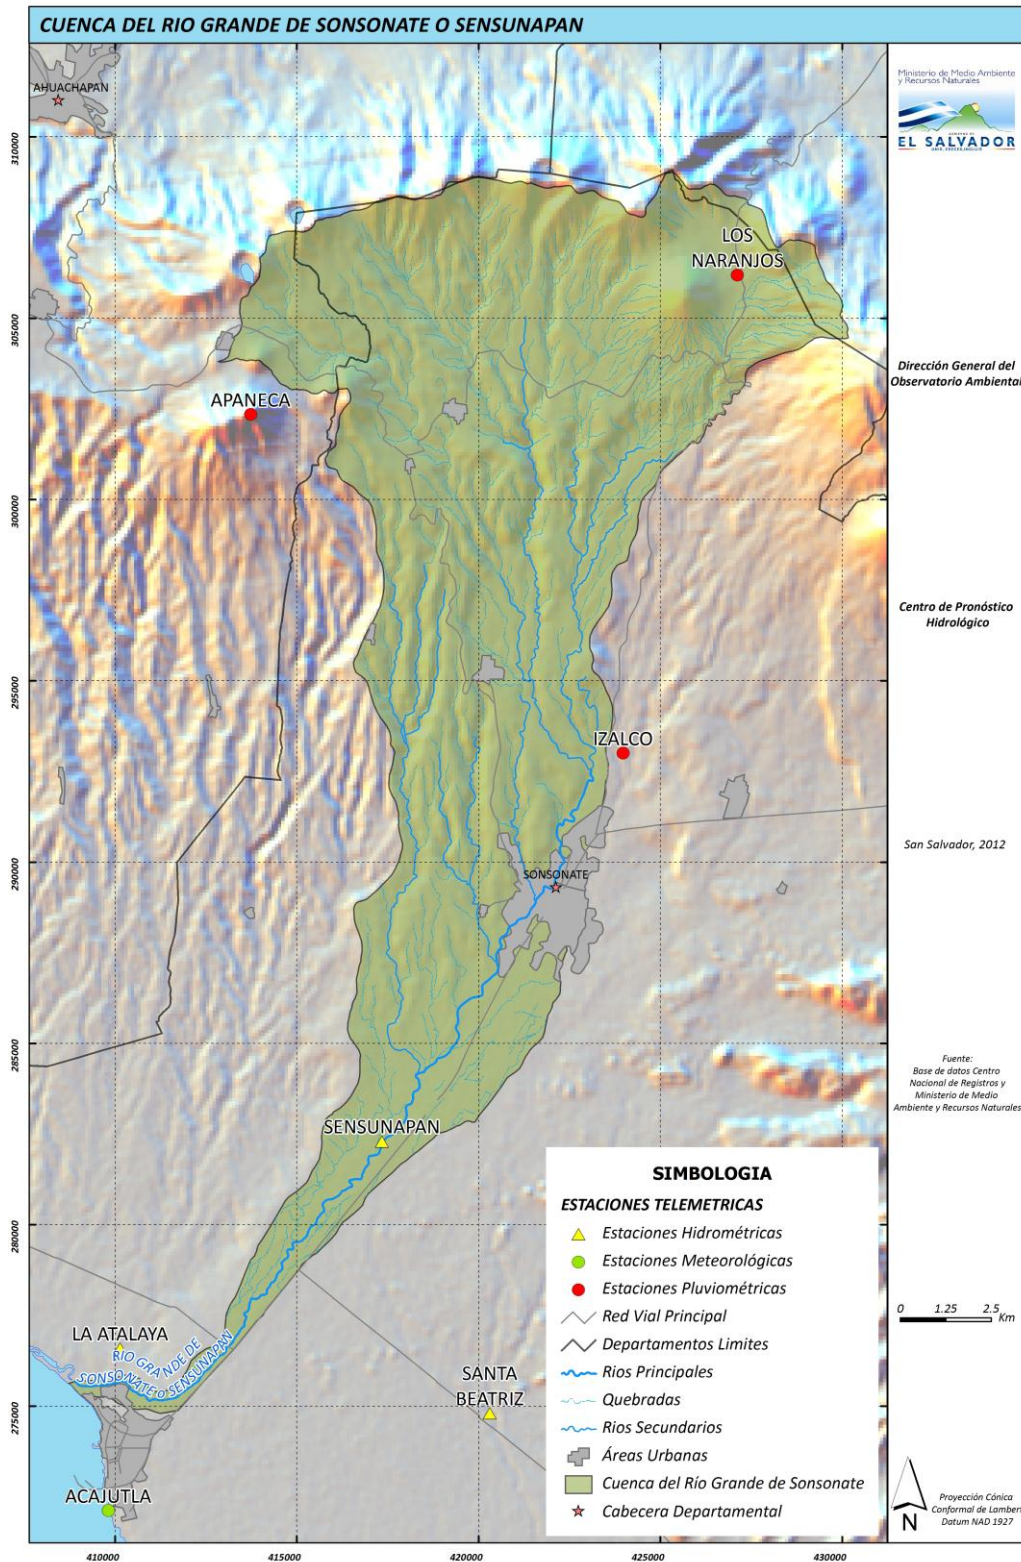 CUENCA DEL RIO GRANDE DE SONSONATE O SENSUNAPAN
AHUACHAPAN
LOS
NARANJOS
APANECA
IZALCO
SONSONATE
SENSUNAPAN
LA ATALAYA
RIO GRANDE DE
SONSONATE o SENSUNAPAN
SANTA
BEATRIZ
ACAJUTLA
310000
305000
300000
295000
290000
285000
280000
275000
410000
415000
420000
425000
430000
SIMBOLOGIA
ESTACIONES TELEMETRICAS
Estaciones Hidrométricas
Estaciones Meteorológicas
Estaciones Pluviométricas
Red Vial Principal
Departamentos Limites
Rios Principales
Quebradas
Rios Secundarios
Áreas Urbanas
Cuenca del Río Grande de Sonsonate
Cabecera Departamental
Ministerio de Medio Ambiente
y Recursos Naturales
GOBIERNO DE
EL SALVADOR
Dirección General del
Observatorio Ambiental
Centro de Pronóstico
Hidrológico
San Salvador, 2012
Fuente:
Base de datos Centro
Nacional de Registros y
Ministerio de Medio
Ambiente y Recursos Naturales
0 1.25 2.5
Km
N
Proyección Cónica
Conformal de Lambert
Datum NAD 1927